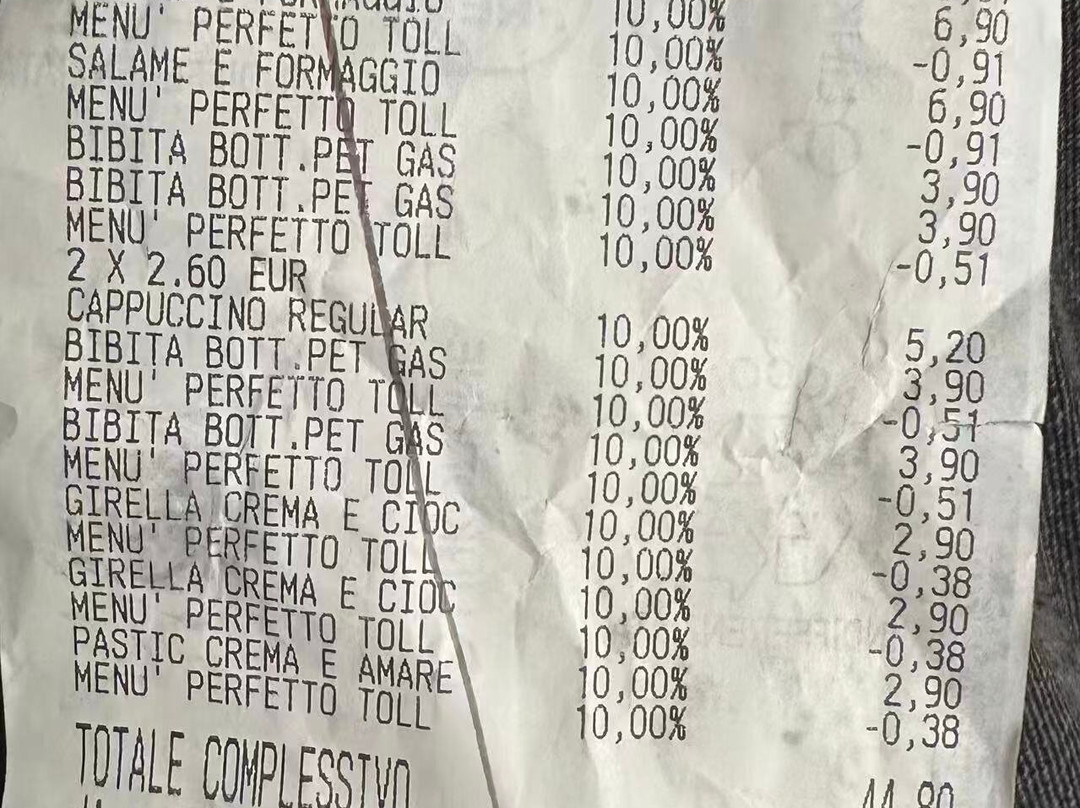 FORMAGGIO 10,00% 6,90
MENU' PERFETTO TOLL 10,00% -0,91
SALAME E FORMAGGIO 10,00% 6,90
MENU' PERFETTO TOLL 10,00% -0,91
BIBITA BOTT.PET GAS 10,00% 3,90
BIBITA BOTT.PET GAS 10,00% 3,90
MENU' PERFETTO TOLL 10,00% -0,51
2 X 2.60 EUR
CAPPUCCINO REGULAR 10,00% 5,20
BIBITA BOTT.PET GAS 10,00% 3,90
MENU' PERFETTO TOLL 10,00% -0,51
BIBITA BOTT.PET GAS 10,00% 3,90
MENU' PERFETTO TOLL 10,00% -0,51
GIRELLA CREMA E CIOC 10,00% 2,90
MENU' PERFETTO TOLL 10,00% -0,38
GIRELLA CREMA E CIOC 10,00% 2,90
MENU' PERFETTO TOLL 10,00% -0,38
PASTIC CREMA E AMARE 10,00% 2,90
MENU' PERFETTO TOLL 10,00% -0,38
TOTALE COMPLESSIVO